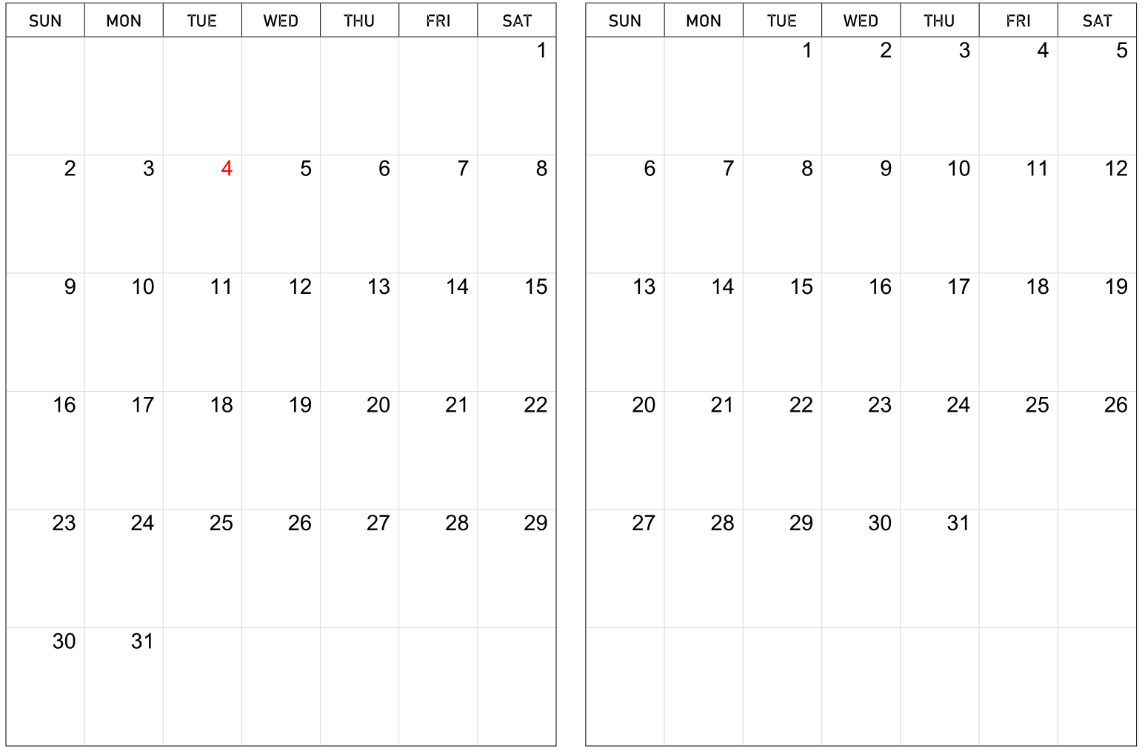 SUN MON TUE WED THU FRI SAT
1
2 3 4 5 6 7 8
9 10 11 12 13 14 15
16 17 18 19 20 21 22
23 24 25 26 27 28 29
30 31
SUN MON TUE WED THU FRI SAT
1 2 3 4 5
6 7 8 9 10 11 12
13 14 15 16 17 18 19
20 21 22 23 24 25 26
27 28 29 30 31